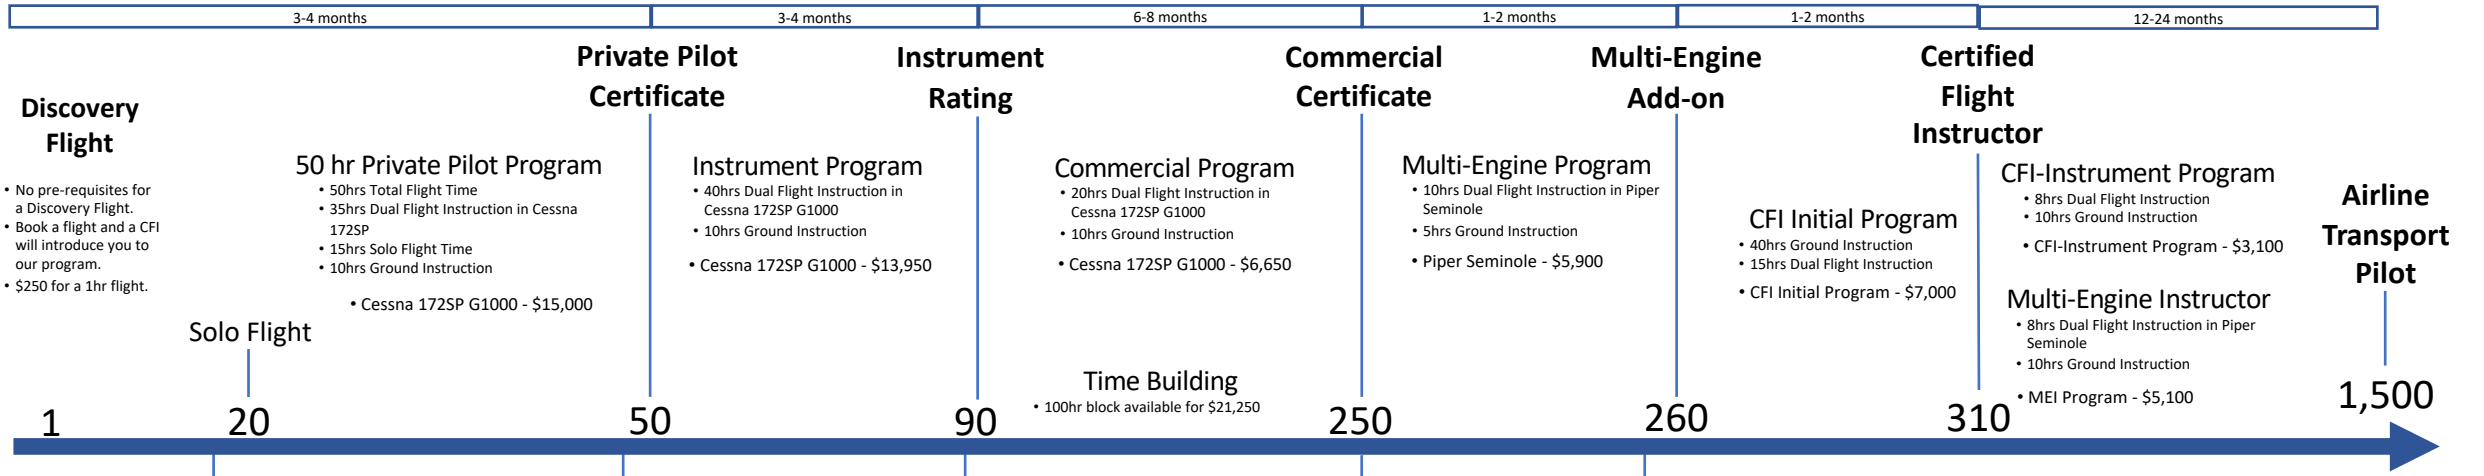 3-4 months
3-4 months
6-8 months
1-2 months
1-2 months
12-24 months
Discovery
Flight
• No pre-requisites for
a Discovery Flight.
• Book a flight and a CFI
will introduce you to
our program.
• $250 for a 1hr flight.
Solo Flight
Private Pilot
Certificate
50 hr Private Pilot Program
• 50hrs Total Flight Time
• 35hrs Dual Flight Instruction in Cessna
172SP
• 15hrs Solo Flight Time
• 10hrs Ground Instruction
• Cessna 172SP G1000 - $15,000
Instrument
Rating
Instrument Program
• 40hrs Dual Flight Instruction in
Cessna 172SP G1000
• 10hrs Ground Instruction
• Cessna 172SP G1000 - $13,950
Commercial
Certificate
Commercial Program
• 20hrs Dual Flight Instruction in
Cessna 172SP G1000
• 10hrs Ground Instruction
• Cessna 172SP G1000 - $6,650
Time Building
• 100hr block available for $21,250
Multi-Engine
Add-on
Multi-Engine Program
• 10hrs Dual Flight Instruction in Piper
Seminole
• 5hrs Ground Instruction
• Piper Seminole - $5,900
Certified
Flight
Instructor
CFI Initial Program
• 40hrs Ground Instruction
• 15hrs Dual Flight Instruction
• CFI Initial Program - $7,000
CFI-Instrument Program
• 8hrs Dual Flight Instruction
• 10hrs Ground Instruction
• CFI-Instrument Program - $3,100
Multi-Engine Instructor
• 8hrs Dual Flight Instruction in Piper
Seminole
• 10hrs Ground Instruction
• MEI Program - $5,100
Airline
Transport
Pilot
1
20
50
90
250
260
310
1,500